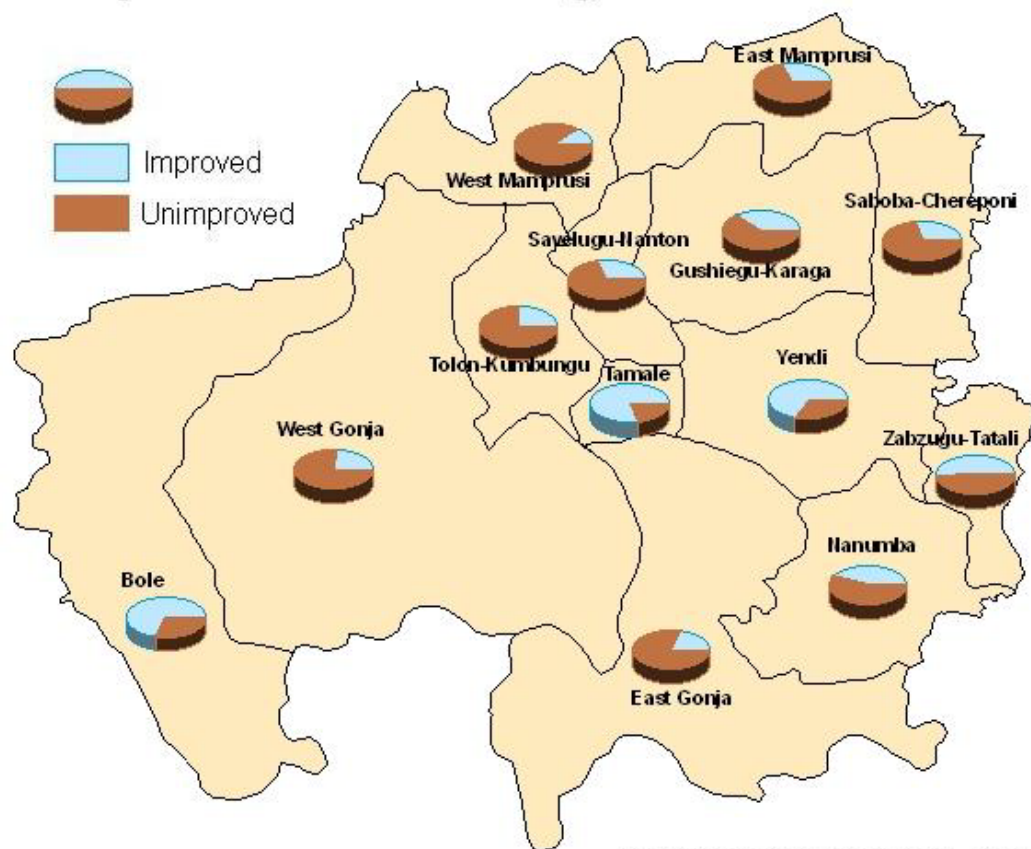 East Mamprusi
Improved
West Mamprusi
Unimproved
Saboba-Chereponi
Savelugu-Nanton
Gushiegu-Karaga
Yendi
Tolon-Kumbungu
Tamale
West Gonja
Zabzugu-Tatali
Nanumba
Bole
East Gonja